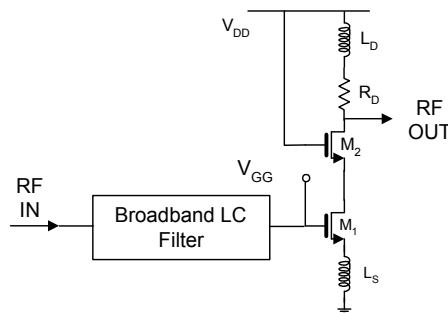 V_DD
L_D
R_D
RF
OUT
M_2
V_GG
RF
IN
Broadband LC
Filter
M_1
L_S